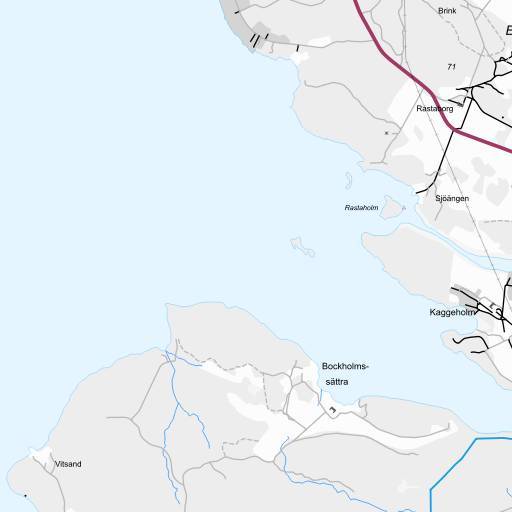 Brink
E
71
Rastaborg
Sjöängen
Rastaholm
Kaggeholm
Bockholms-
sättra
Vitsand